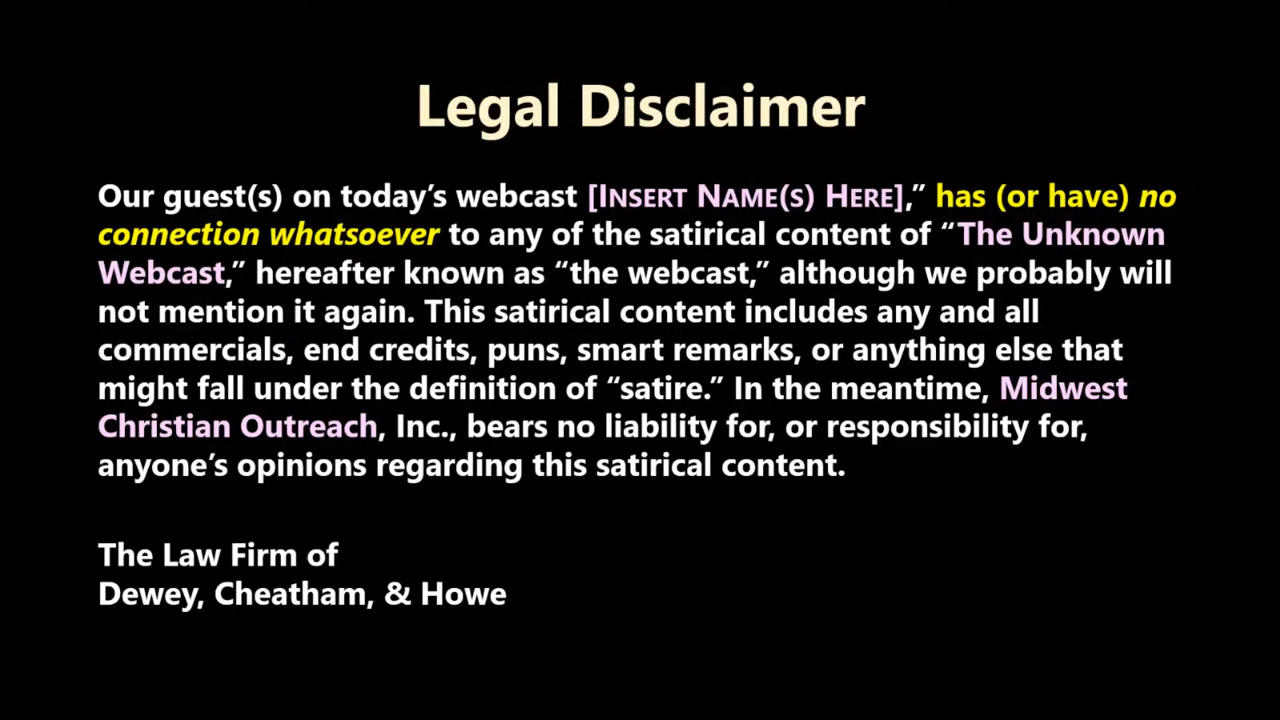 Legal Disclaimer
Our guest(s) on today’s webcast [INSERT NAME(S) HERE],” has (or have) no
connection whatsoever to any of the satirical content of “The Unknown
Webcast,” hereafter known as “the webcast,” although we probably will
not mention it again. This satirical content includes any and all
commercials, end credits, puns, smart remarks, or anything else that
might fall under the definition of “satire.” In the meantime, Midwest
Christian Outreach, Inc., bears no liability for, or responsibility for,
anyone’s opinions regarding this satirical content.
The Law Firm of
Dewey, Cheatham, & Howe